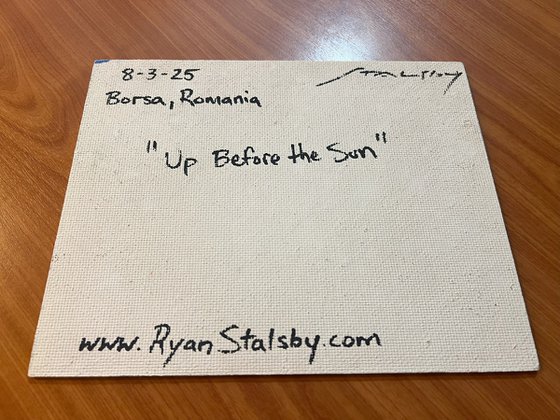 8-3-25
Stalsby
Borsa, Romania
"Up Before the Sun"
www.RyanStalsby.com